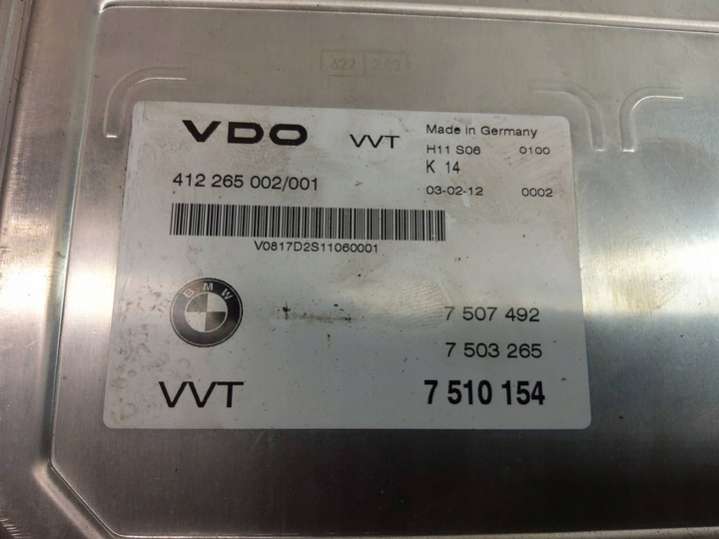 VDO VVT Made in Germany
H11 S06 0100
K 14
412 265 002/001
03-02-12 0002
V0817D2S11060001
BMW
7 507 492
7 503 265
VVT 7 510 154